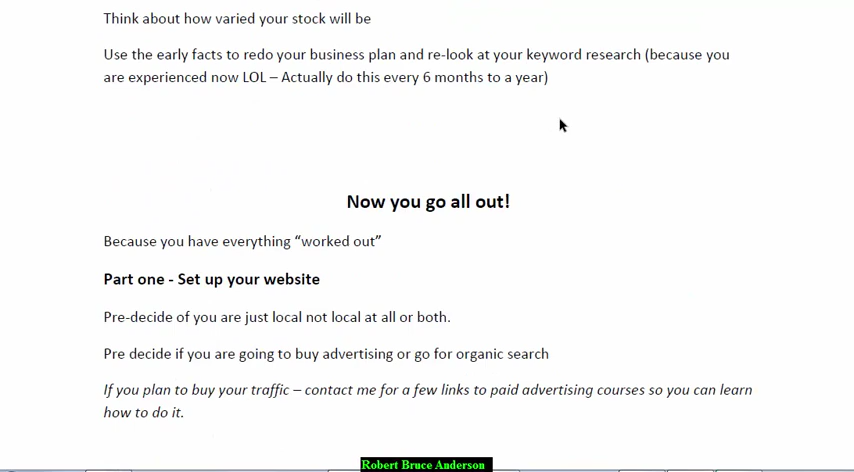 Think about how varied your stock will be
Use the early facts to redo your business plan and re-look at your keyword research (because you
are experienced now LOL – Actually do this every 6 months to a year)
Now you go all out!
Because you have everything “worked out”
Part one - Set up your website
Pre-decide of you are just local not local at all or both.
Pre decide if you are going to buy advertising or go for organic search
If you plan to buy your traffic – contact me for a few links to paid advertising courses so you can learn
how to do it.
Robert Bruce Anderson